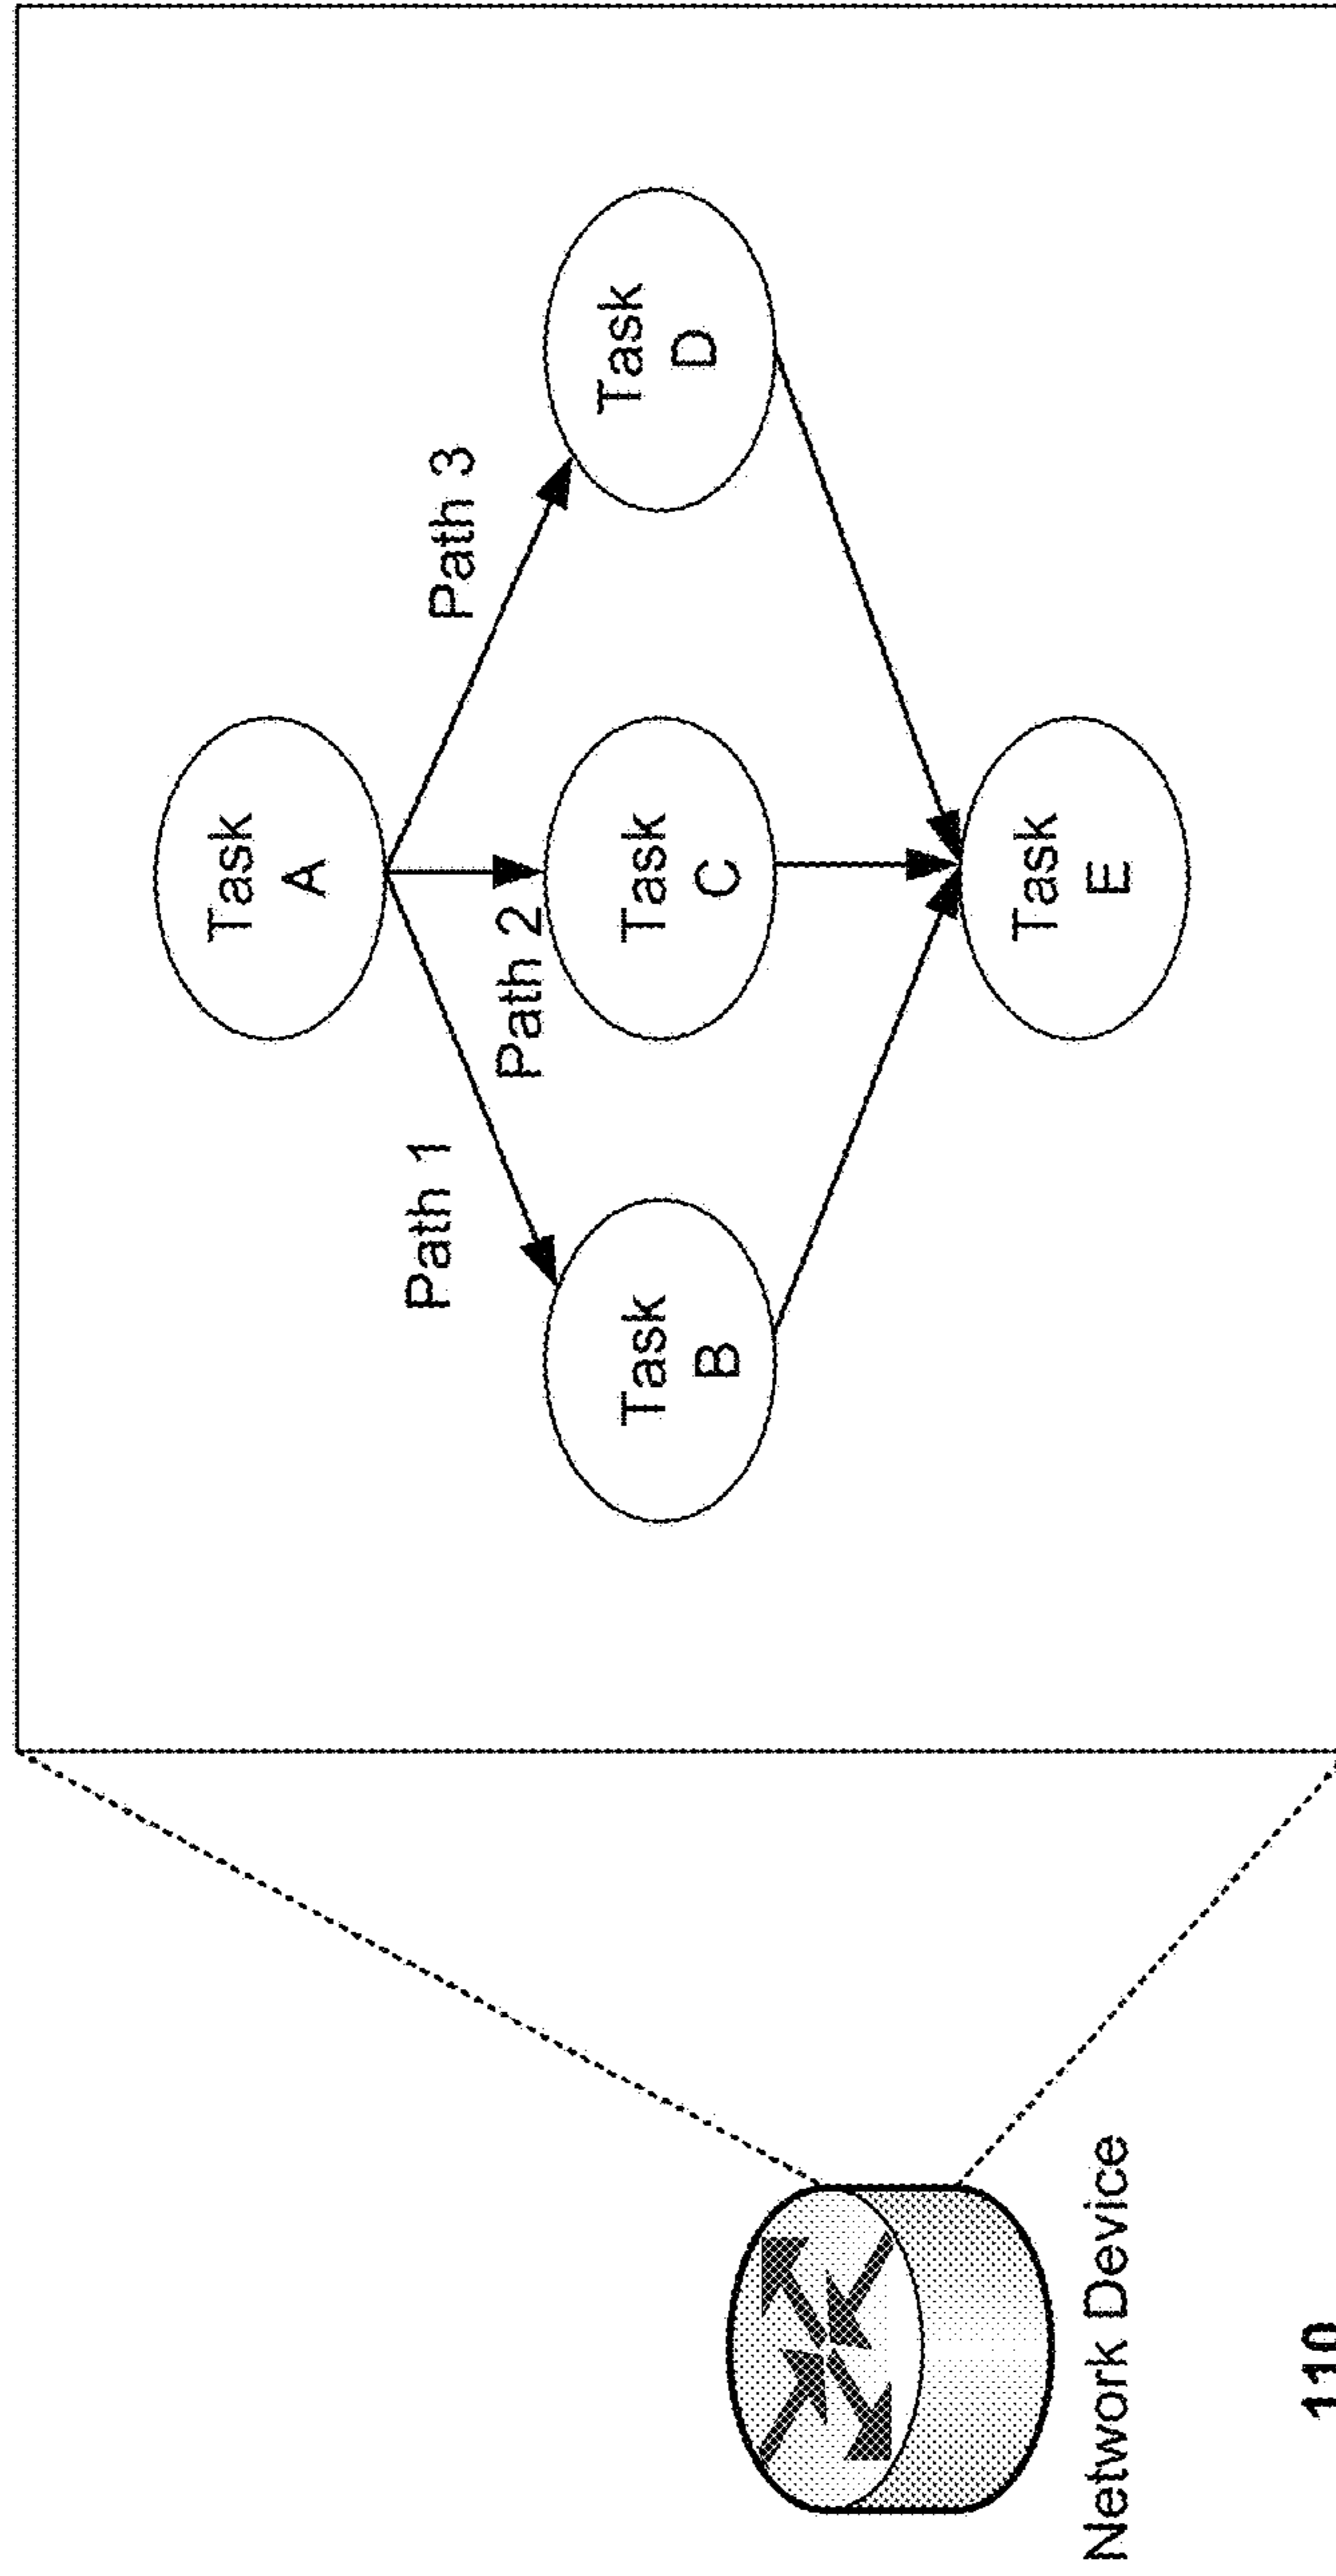 Task
A
Path 1
Path 2
Path 3
Task
B
Task
C
Task
D
Task
E
Network Device
110